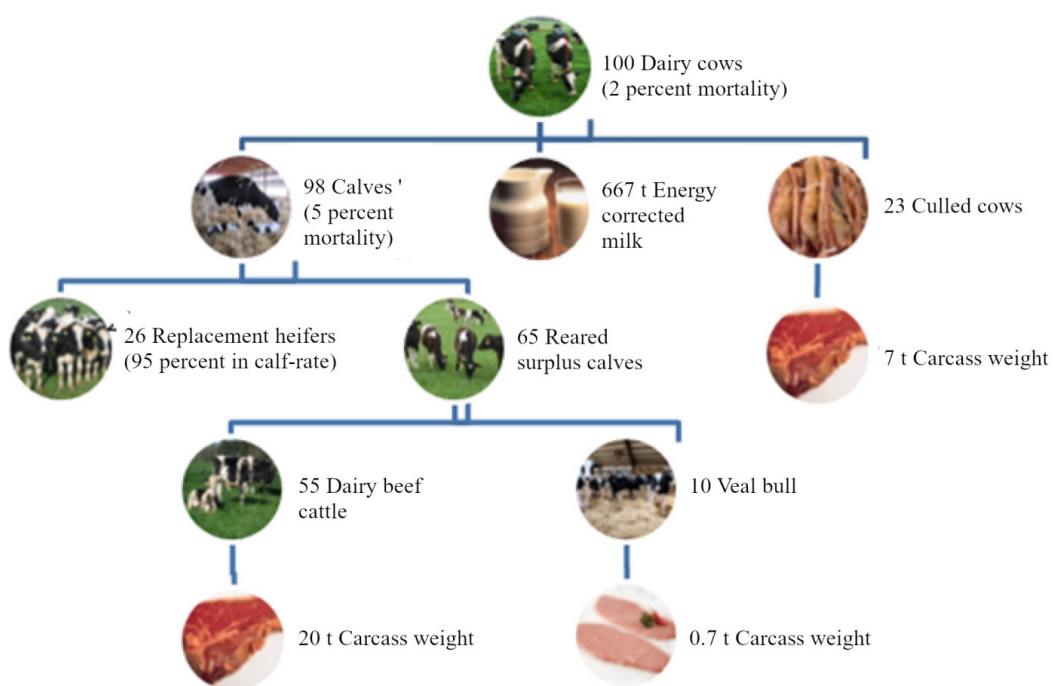 100 Dairy cows
(2 percent mortality)
98 Calves '
(5 percent
mortality)
667 t Energy
corrected
milk
23 Culled cows
26 Replacement heifers
(95 percent in calf-rate)
65 Reared
surplus calves
7 t Carcass weight
55 Dairy beef
cattle
10 Veal bull
20 t Carcass weight
0.7 t Carcass weight